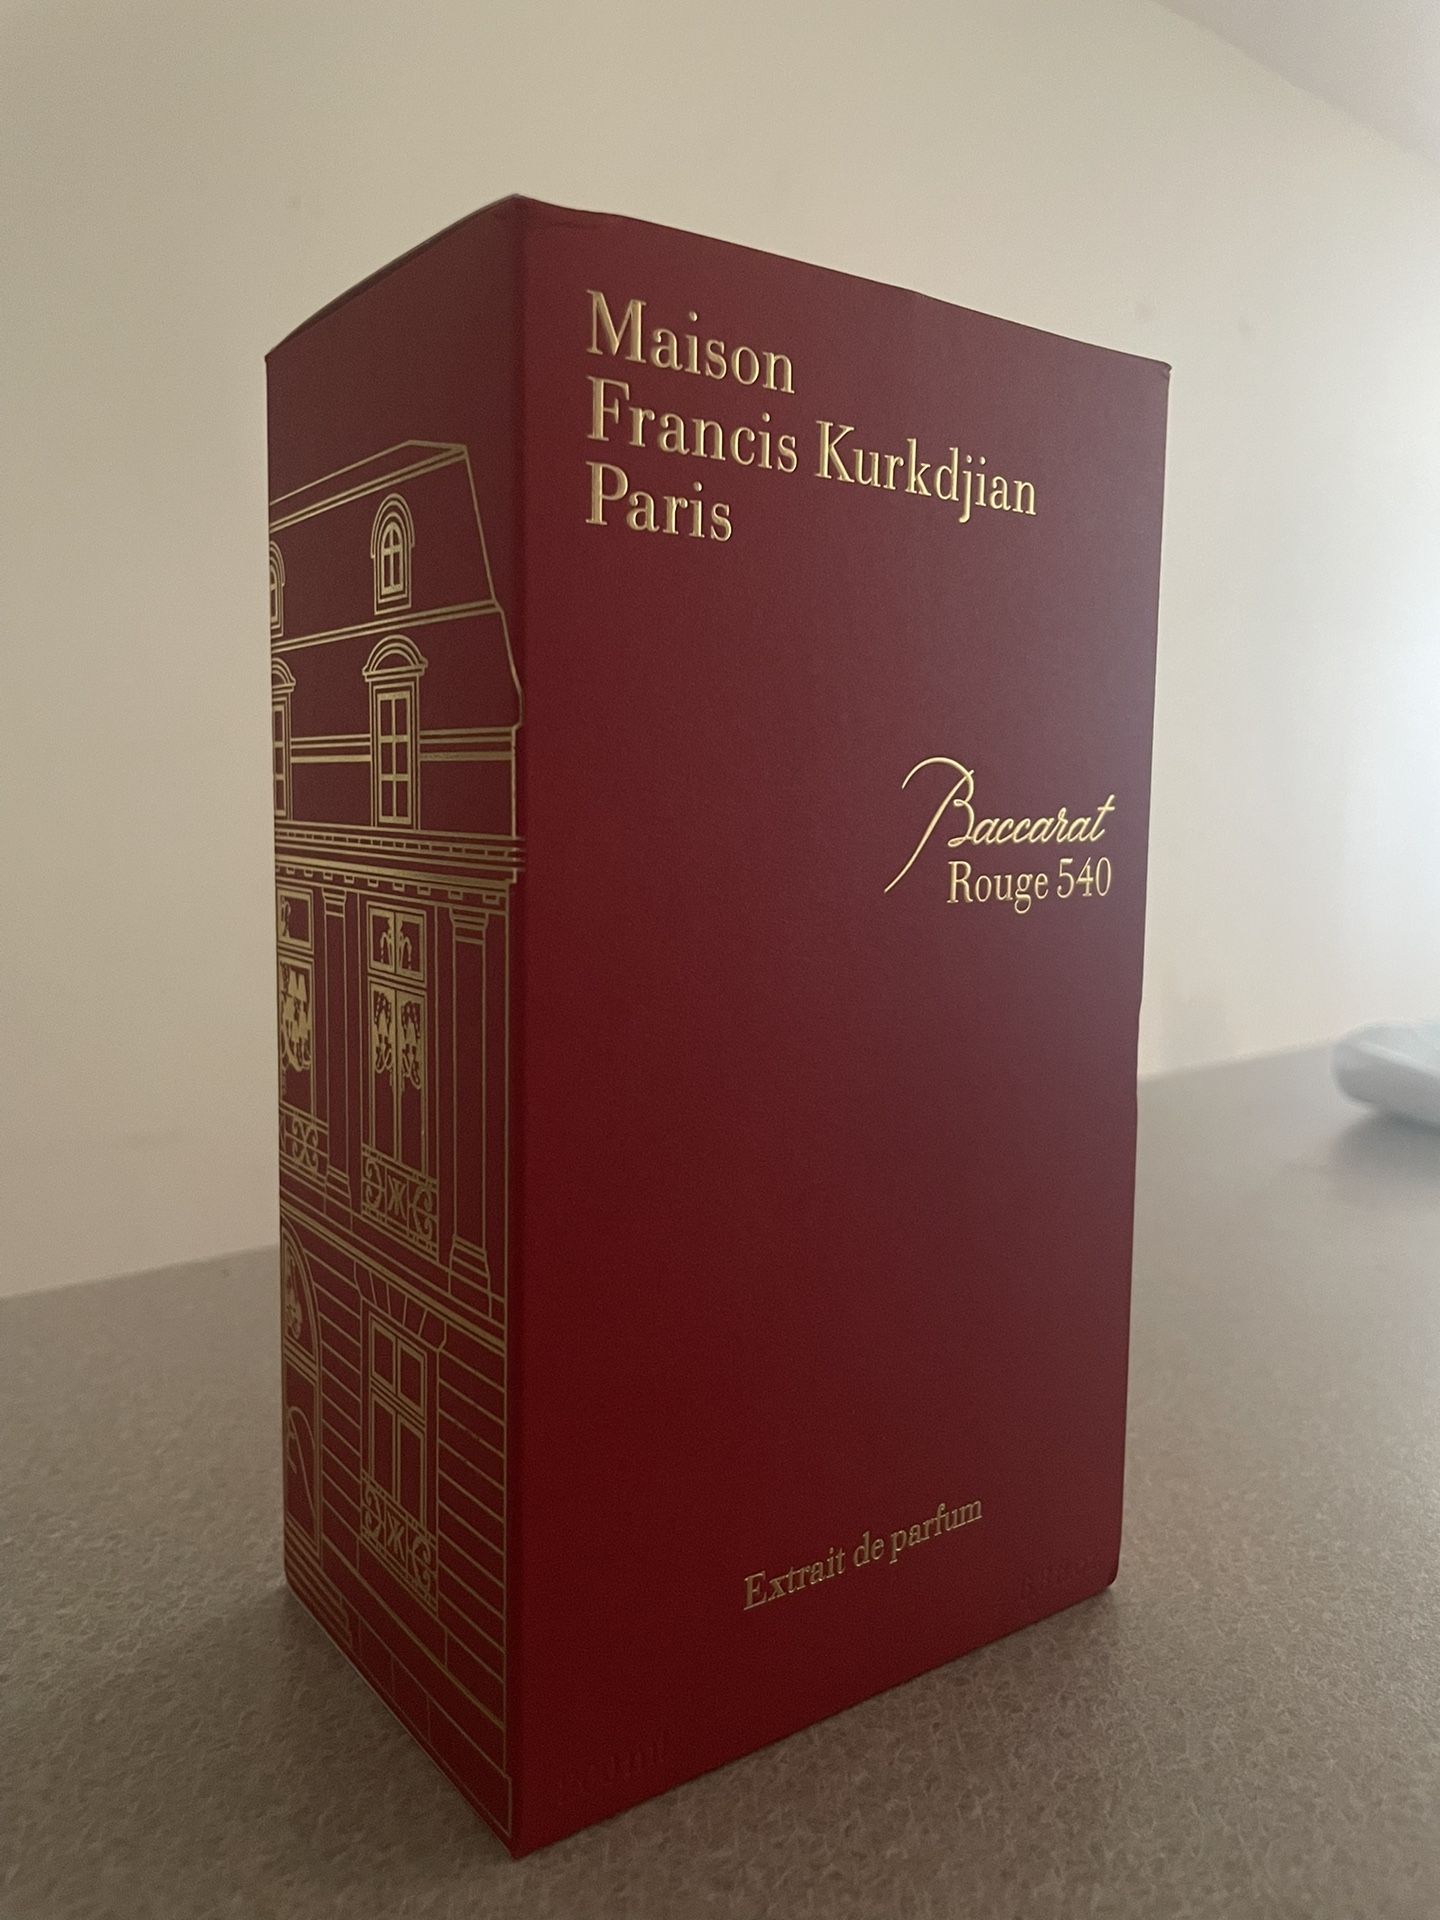 Maison
Francis Kurkdjian
Paris
Baccarat
Rouge 540
Extrait de parfum